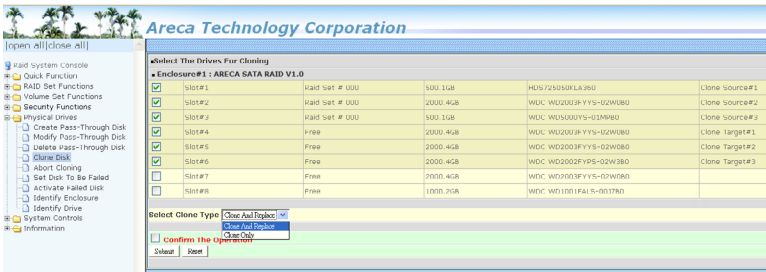 Areca Technology Corporation
|open all|close all|
Raid System Console
Quick Function
RAID Set Functions
Volume Set Functions
Security Functions
Physical Drives
Create Pass-Through Disk
Modify Pass-Through Disk
Delete Pass-Through Disk
Clone Disk
Abort Cloning
Set Disk To Be Failed
Activate Failed Disk
Identify Enclosure
Identify Drive
System Controls
Information
Select The Drives For Cloning
Enclosure#1 : ARECA SATA RAID V1.0
Slot#1 Raid Set # 000 500.1GB HDS725050KLA360 Clone Source#1
Slot#2 Raid Set # 000 2000.4GB WDC WD2003FYYS-02W0B0 Clone Source#2
Slot#3 Raid Set # 000 500.1GB WDC WD5000YS-01MPB0 Clone Source#3
Slot#4 Free 2000.4GB WDC WD2003FYYS-02W0B0 Clone Target#1
Slot#5 Free 2000.4GB WDC WD2003FYYS-02W0B0 Clone Target#2
Slot#6 Free 2000.4GB WDC WD2002FYPS-02W3B0 Clone Target#3
Slot#7 Free 2000.4GB WDC WD2003FYYS-02W0B0
Slot#8 Free 1000.2GB WDC WD1001FALS-00J7B0
Select Clone Type Clone And Replace
Clone And Replace
Clone Only
Confirm The Operation
Submit Reset